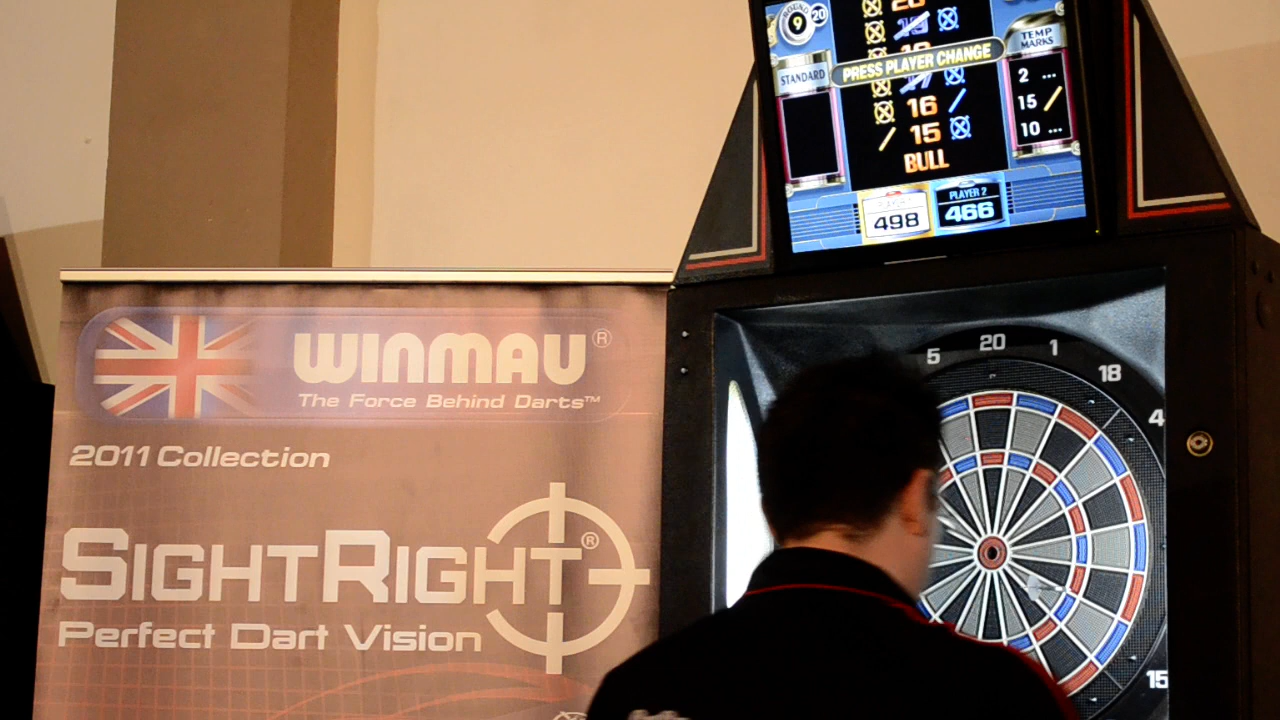 WINMAU®
The Force Behind Darts™
2011 Collection
SIGHTRIGHT®
Perfect Dart Vision
9 20
20
STANDARD
TEMP MARKS
PRESS PLAYER CHANGE
2 ...
15 /
10 ...
16
15
BULL
498
PLAYER 2
466
5 20 1 18 4 15